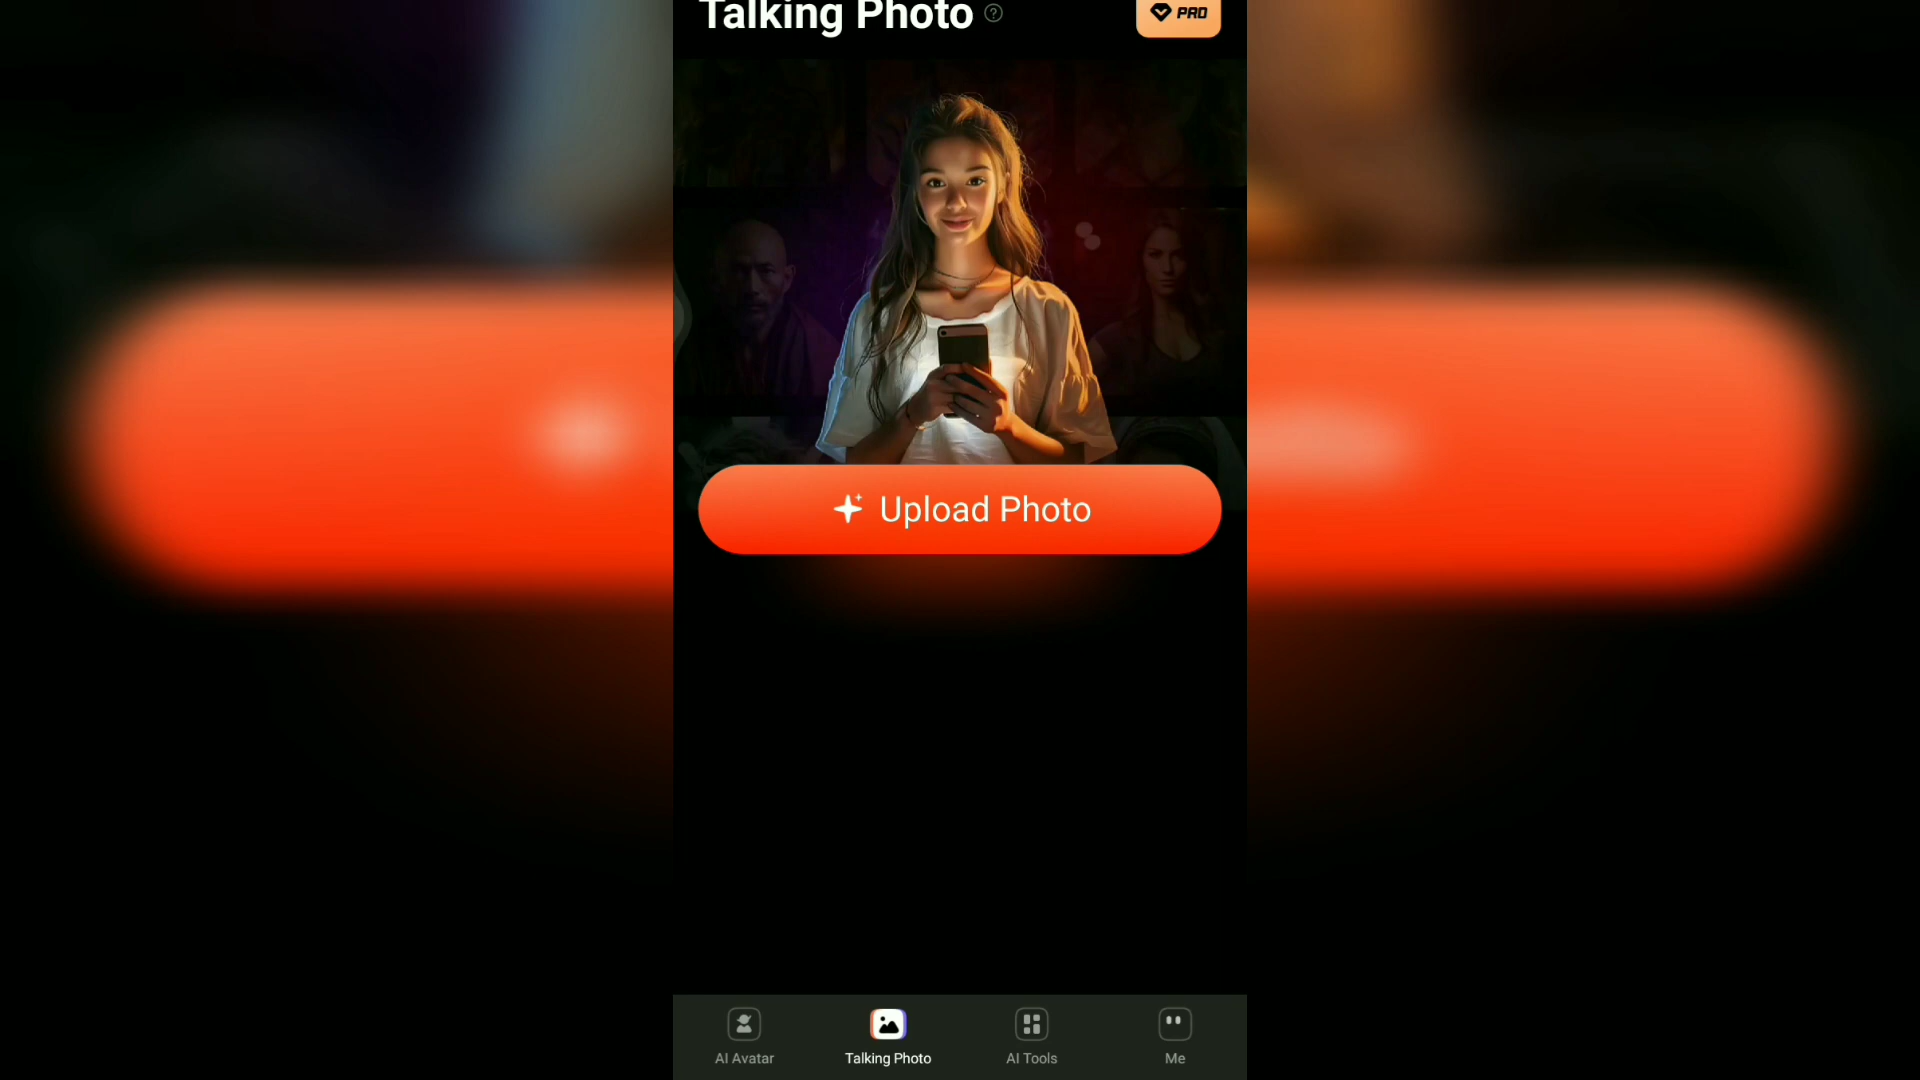 Talking Photo ?
PRO
Upload Photo
AI Avatar
Talking Photo
AI Tools
Me